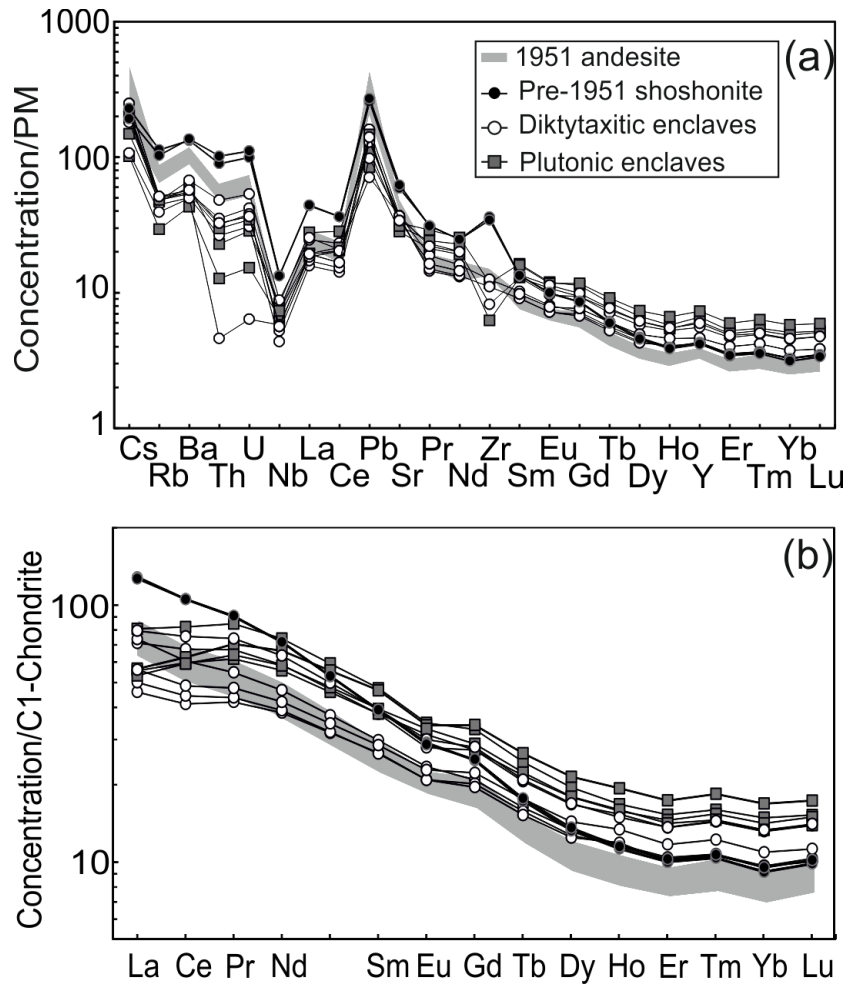 1000
100
10
1
Concentration/PM
(a)
1951 andesite
Pre-1951 shoshonite
Diktytaxitic enclaves
Plutonic enclaves
Cs Ba U La Pb Pr Zr Eu Tb Ho Er Yb
Rb Th Nb Ce Sr Nd Sm Gd Dy Y Tm Lu
(b)
100
10
Concentration/C1-Chondrite
La Ce Pr Nd Sm Eu Gd Tb Dy Ho Er Tm Yb Lu